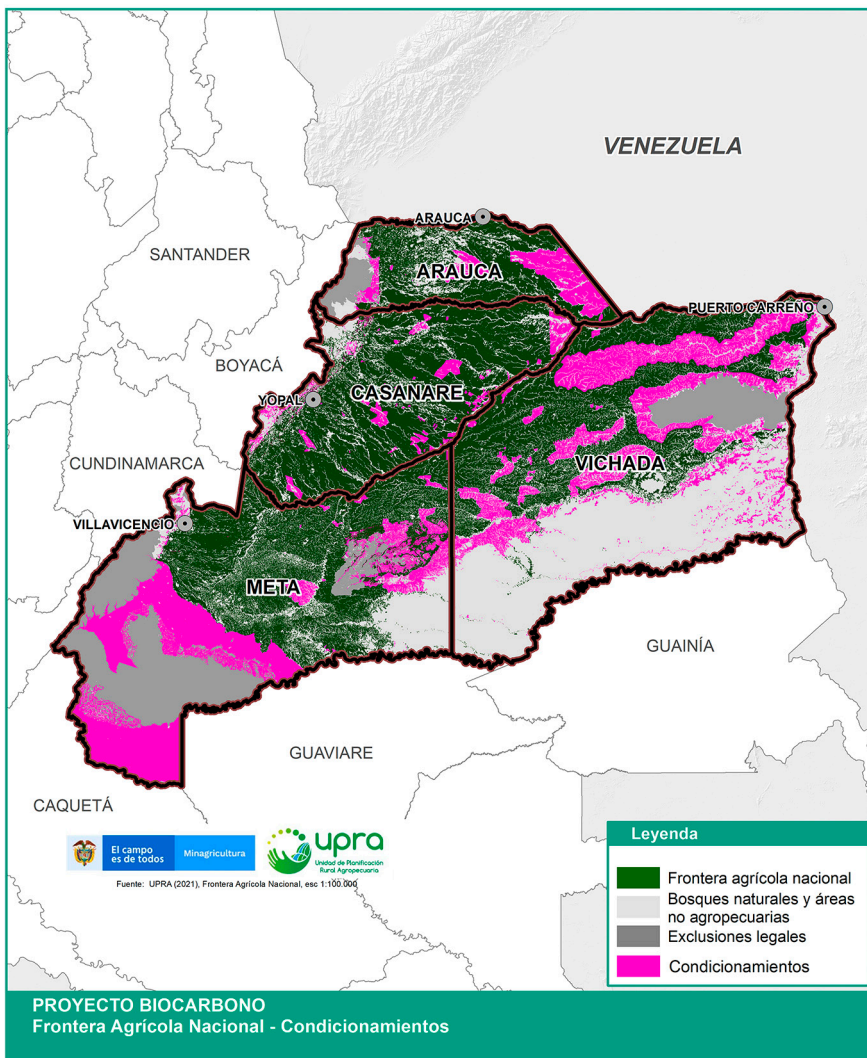 VENEZUELA
ARAUCA
SANTANDER
ARAUCA
PUERTO CARREÑO
BOYACÁ
YOPAL
CASANARE
CUNDINAMARCA
VICHADA
VILLAVICENCIO
META
GUAINÍA
GUAVIARE
CAQUETÁ
El campo
es de todos
Minagricultura
upra
Unidad de Planificación
Rural Agropecuaria
Fuente: UPRA (2021), Frontera Agrícola Nacional, esc 1:100.000
Leyenda
Frontera agrícola nacional
Bosques naturales y áreas
no agropecuarias
Exclusiones legales
Condicionamientos
PROYECTO BIOCARBONO
Frontera Agrícola Nacional - Condicionamientos